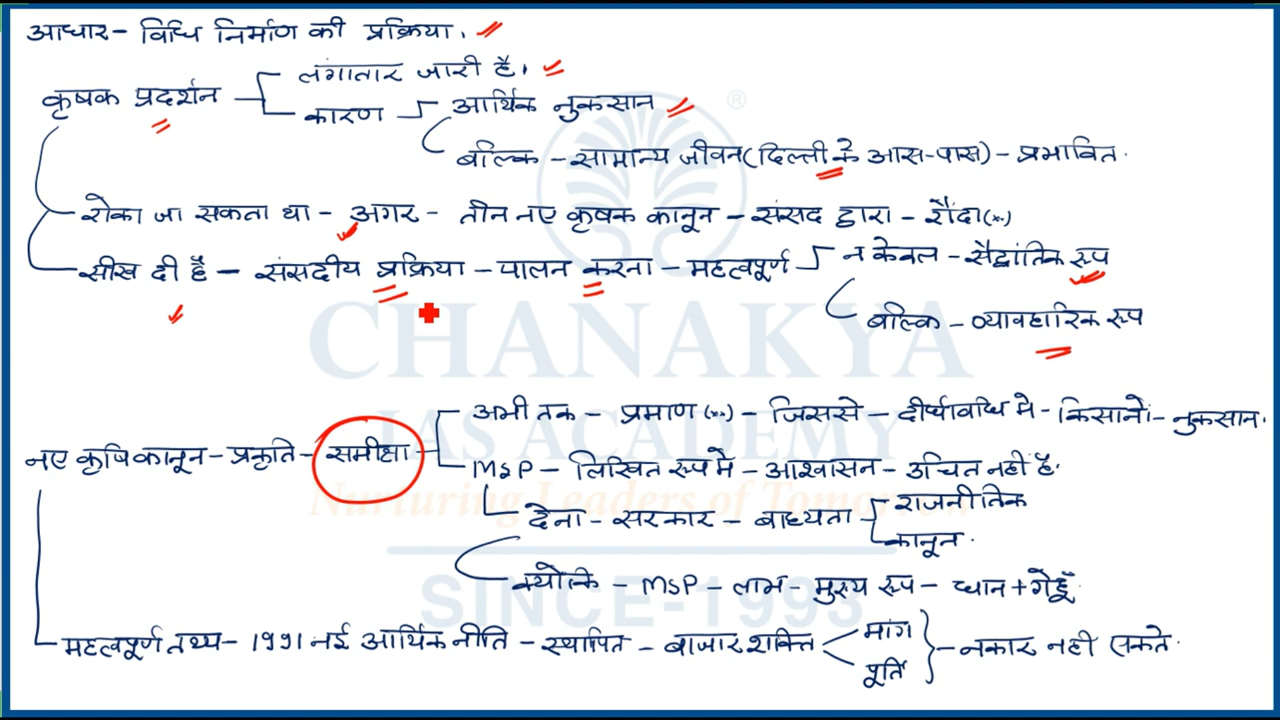 आधार - विधि निर्माण की प्रक्रिया.
लगातार जारी है.
कृषक प्रदर्शन
कारण
आर्थिक नुकसान
बल्कि - सामान्य जीवन (दिल्ली के आस-पास) - प्रभावित.
रोका जा सकता था - अगर - तीन नए कृषक कानून - संसद द्वारा - रौंदा (××)
सीख दी है - संसदीय प्रक्रिया - पालन करना - महत्वपूर्ण
न केवल - सैद्धांतिक रूप
बल्कि - व्यावहारिक रूप
CHANAKYA
IAS ACADEMY
Nurturing Leaders of Tomorrow
SINCE-1993
अभी तक - प्रमाण (××) - जिससे - दीर्घावधि मे - किसानो - नुकसान.
नए कृषि कानून - प्रकृति - समीक्षा
MSP - लिखित रूप मे - आश्वासन - उचित नही है.
देना - सरकार - बाध्यता
राजनीतिक
कानून.
क्योकि - MSP - लाभ - मुख्य रूप - धान + गेहूँ
महत्वपूर्ण तथ्य - 1991 नई आर्थिक नीति - स्थापित - बाजार शक्ति
मांग
पूर्ति
नकार नही सकते.